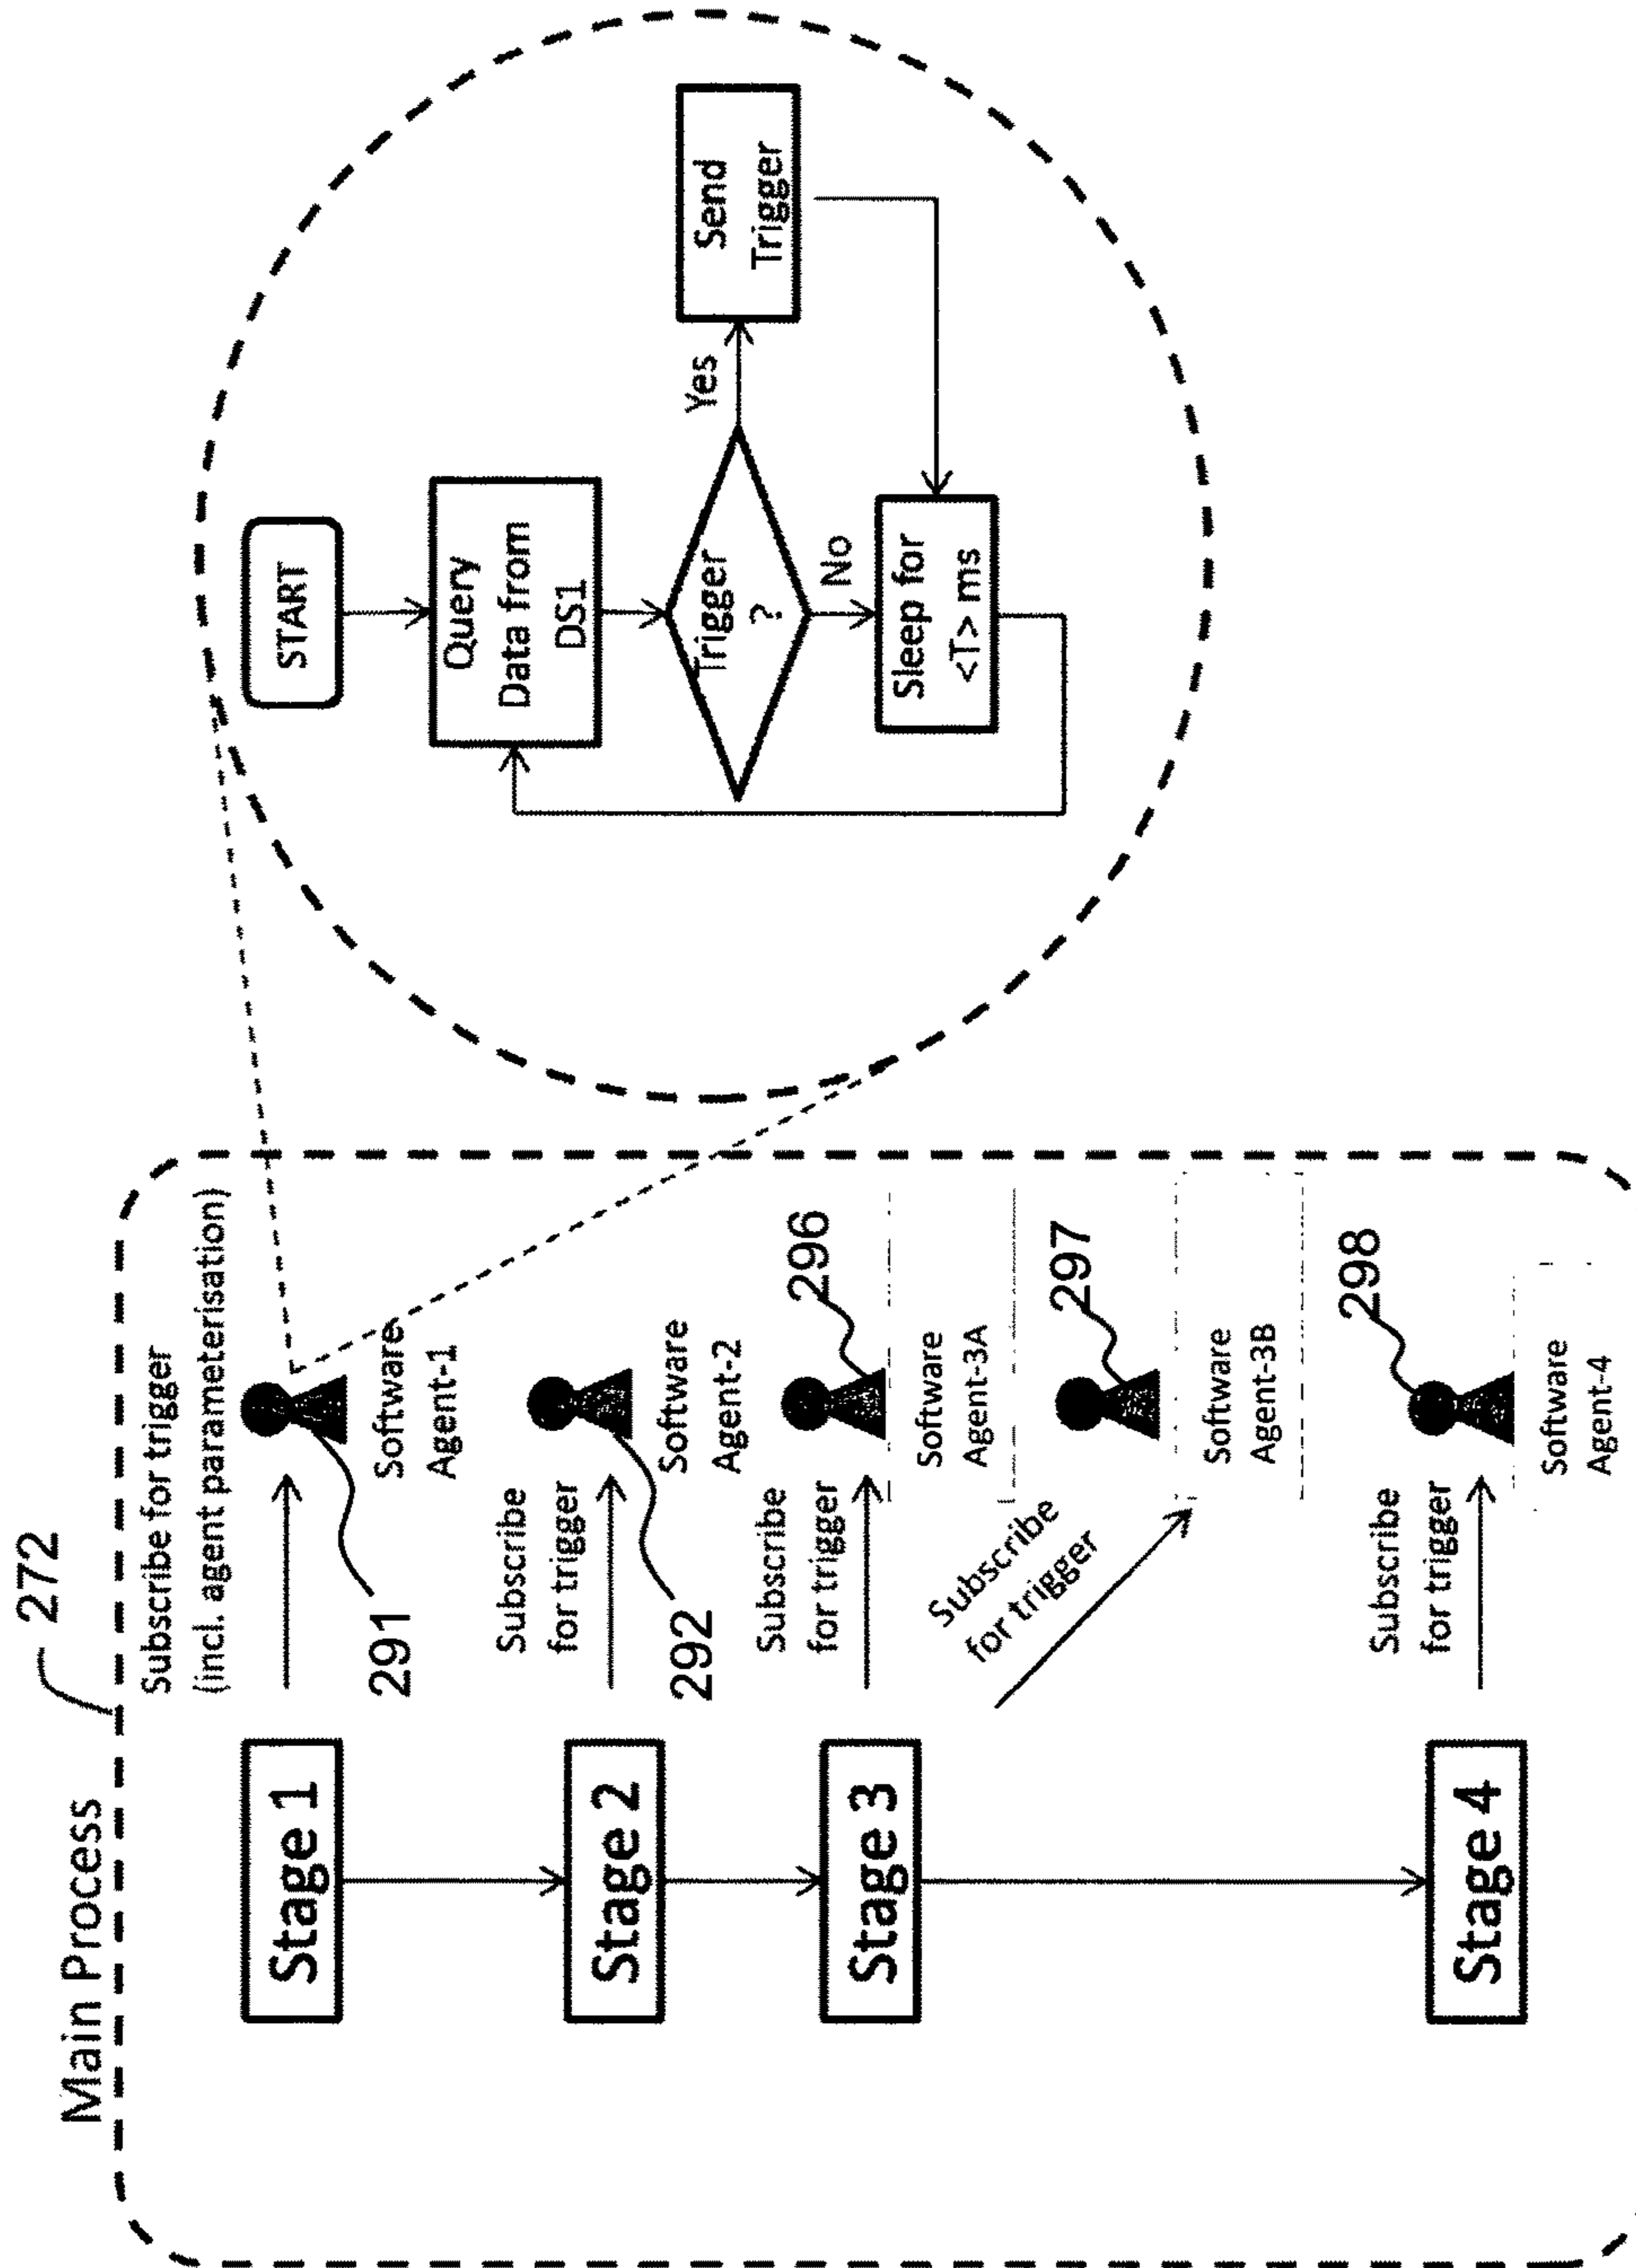 Main Process
272
Subscribe for trigger
(incl. agent parameterisation)
Stage 1
291
Software
Agent-1
Subscribe
for trigger
Stage 2
292
Software
Agent-2
Subscribe
for trigger
Stage 3
296
Software
Agent-3A
Subscribe
for trigger
297
Software
Agent-3B
Subscribe
for trigger
Stage 4
298
Software
Agent-4
START
Query
Data from
DS1
Trigger
?
Yes
Send
Trigger
No
Sleep for
<T> ms